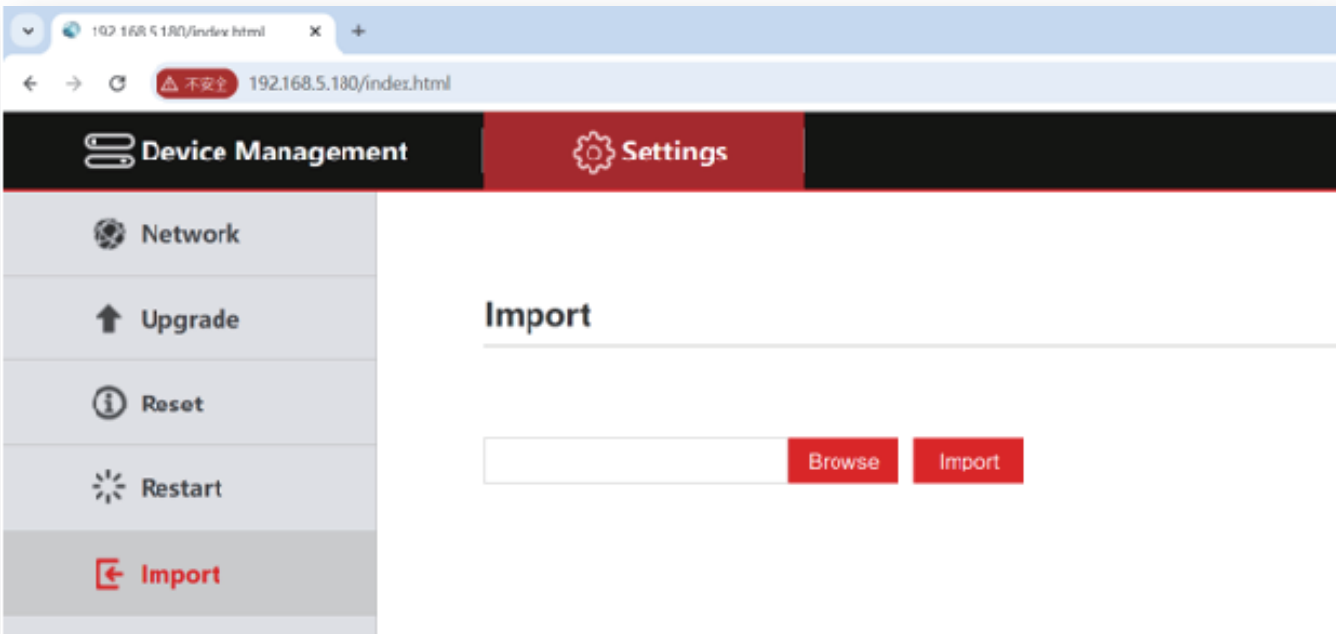 192.168.5.180/index.html
不安全 192.168.5.180/index.html
Device Management Settings
Network
Import
Upgrade
Reset
Browse Import
Restart
Import